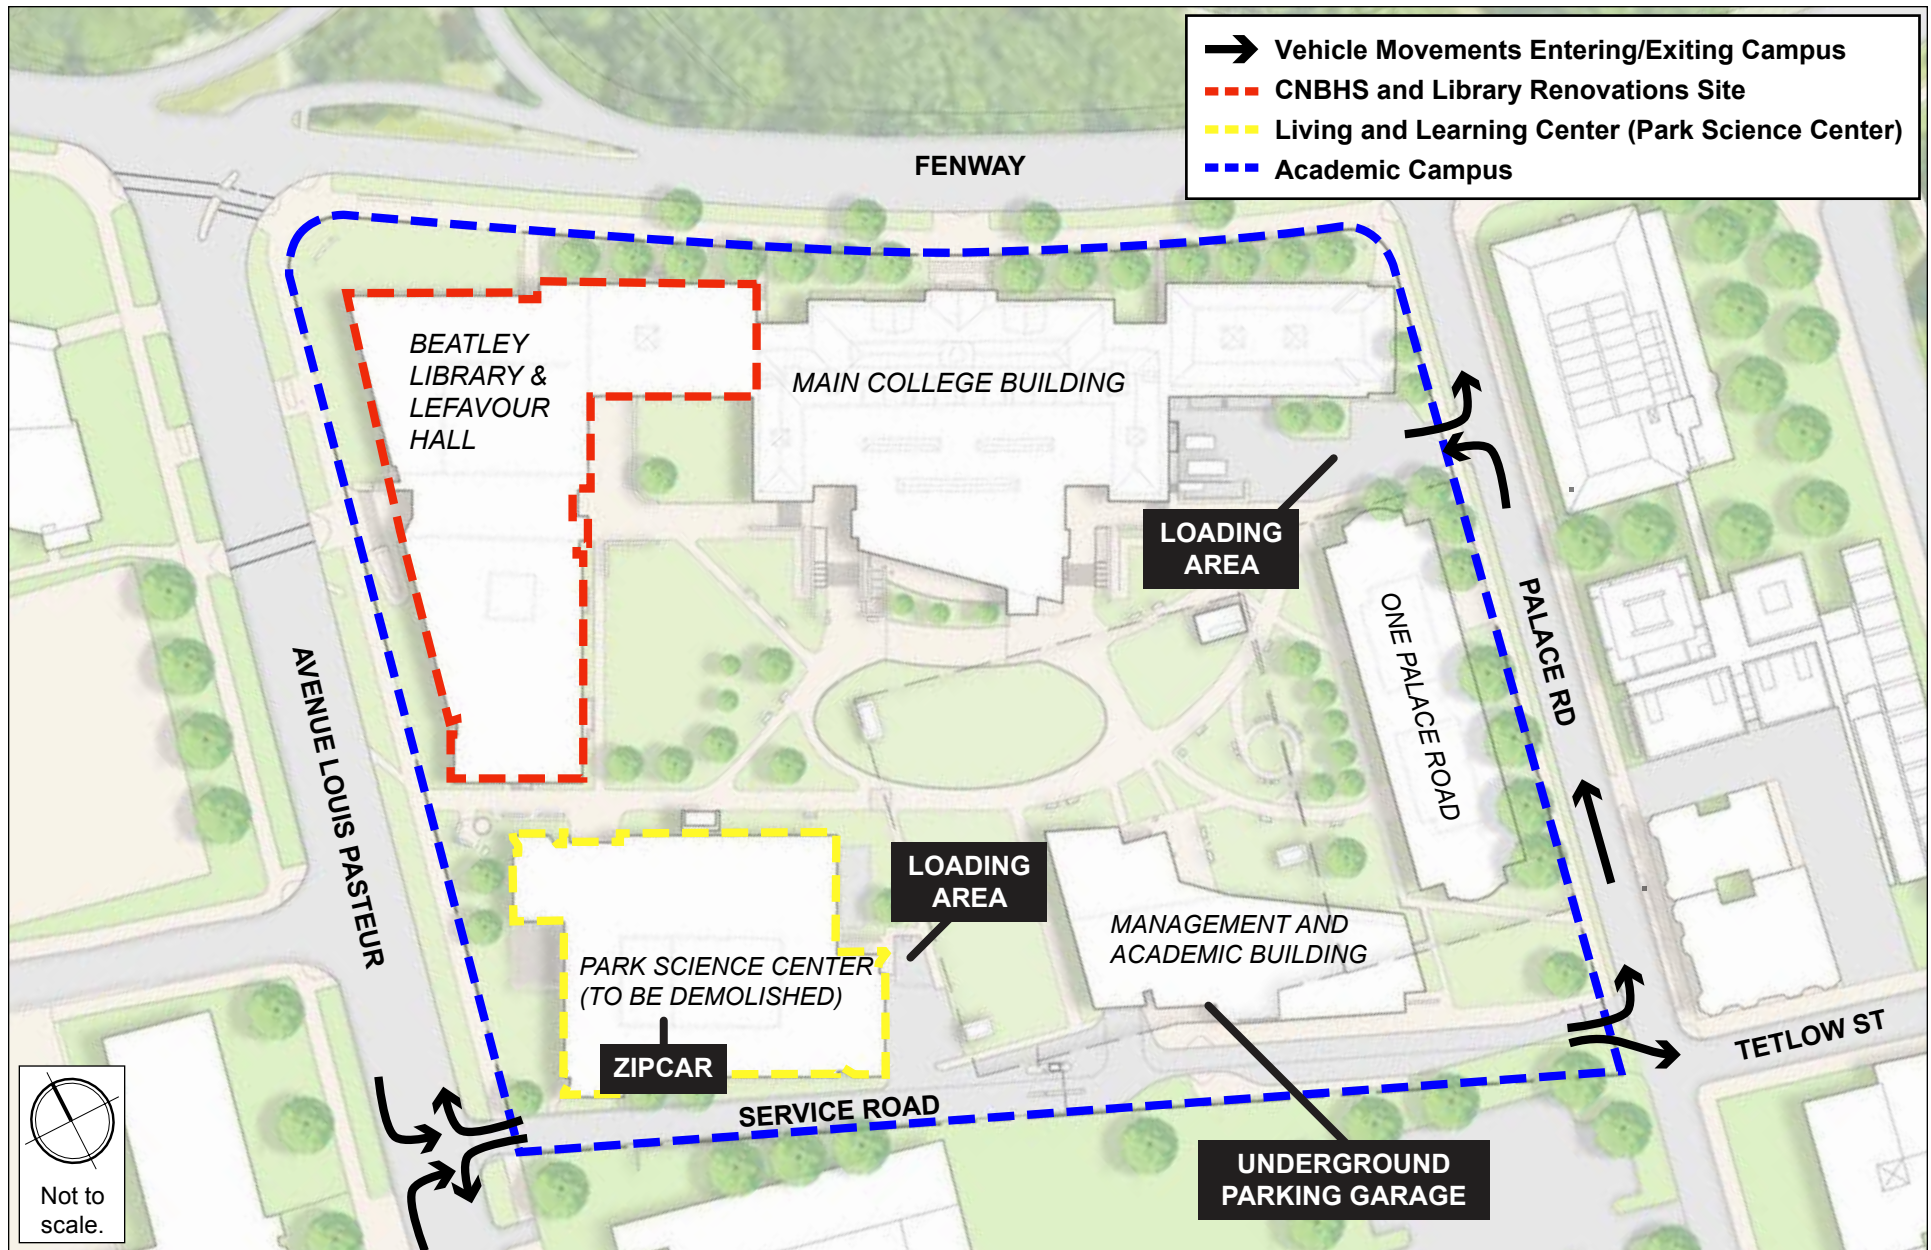 Vehicle Movements Entering/Exiting Campus
CNBHS and Library Renovations Site
Living and Learning Center (Park Science Center)
Academic Campus
FENWAY
BEATLEY
LIBRARY &
LEFAVOUR
HALL
MAIN COLLEGE BUILDING
LOADING
AREA
ONE PALACE ROAD
PALACE RD
AVENUE LOUIS PASTEUR
LOADING
AREA
MANAGEMENT AND
ACADEMIC BUILDING
PARK SCIENCE CENTER
(TO BE DEMOLISHED)
ZIPCAR
TETLOW ST
SERVICE ROAD
UNDERGROUND
PARKING GARAGE
Not to
scale.